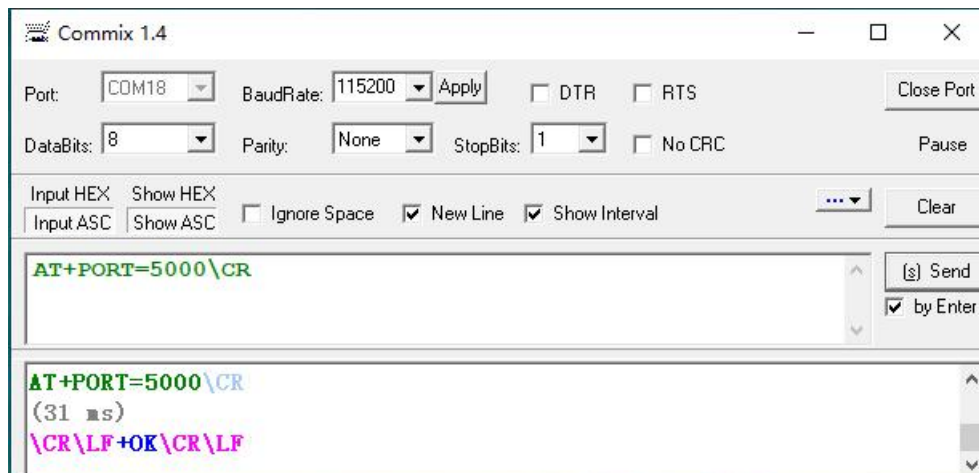 Commix 1.4
Port: COM18 BaudRate: 115200 Apply DTR RTS Close Port
DataBits: 8 Parity: None StopBits: 1 No CRC Pause
Input HEX Show HEX
Input ASC Show ASC Ignore Space New Line Show Interval ... Clear
AT+PORT=5000\CR
(s) Send
by Enter
AT+PORT=5000\CR
(31 ms)
\CR\LF+OK\CR\LF